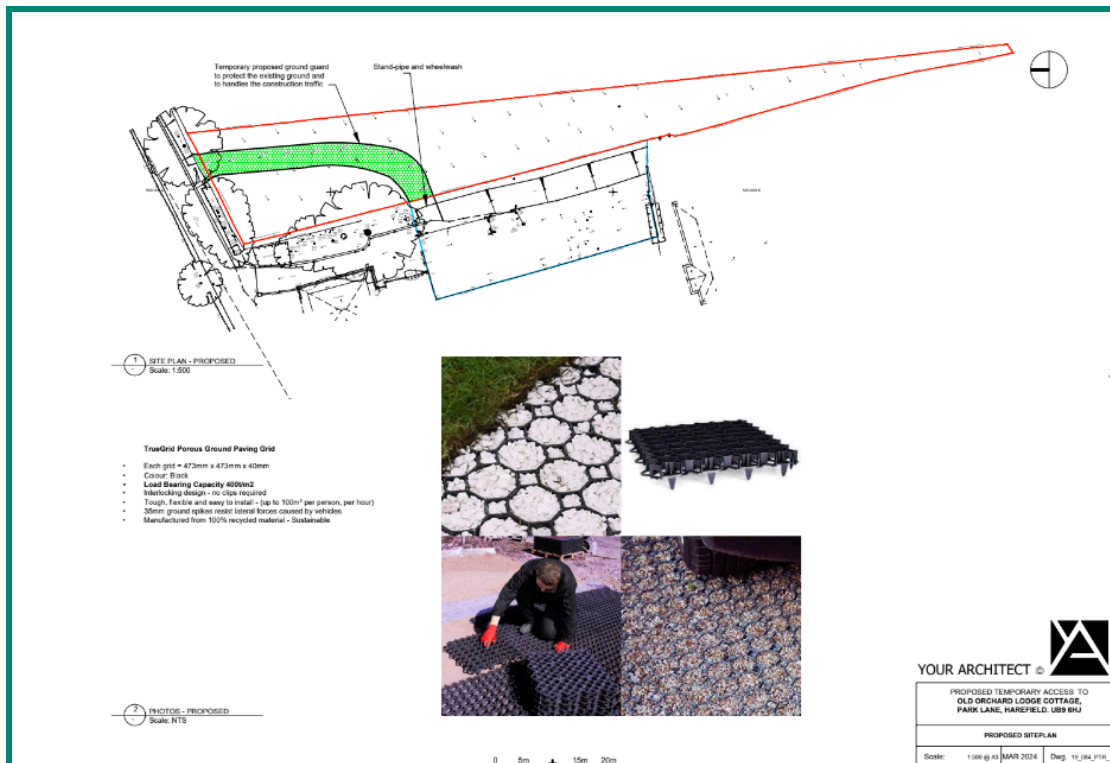 Temporary proposed ground guard
to protect the existing ground and
to handles the construction traffic
Stand-pipe and wheelwash
1
SITE PLAN - PROPOSED
Scale: 1:500
TrueGrid Porous Ground Paving Grid
Each grid = 473mm x 473mm x 40mm
Colour: Black
Load Bearing Capacity 400t/m2
Interlocking design - no clips required
Tough, flexible and easy to install - (up to 100m² per person, per hour)
35mm ground spikes resist lateral forces caused by vehicles
Manufactured from 100% recycled material - Sustainable
2
PHOTOS - PROPOSED
Scale: NTS
YOUR ARCHITECT ©
PROPOSED TEMPORARY ACCESS TO
OLD ORCHARD LODGE COTTAGE,
PARK LANE, HAREFIELD. UB9 6HJ
PROPOSED SITEPLAN
Scale: 1:500 @ A3 MAR 2024 Dwg.
0 5m 15m 20m